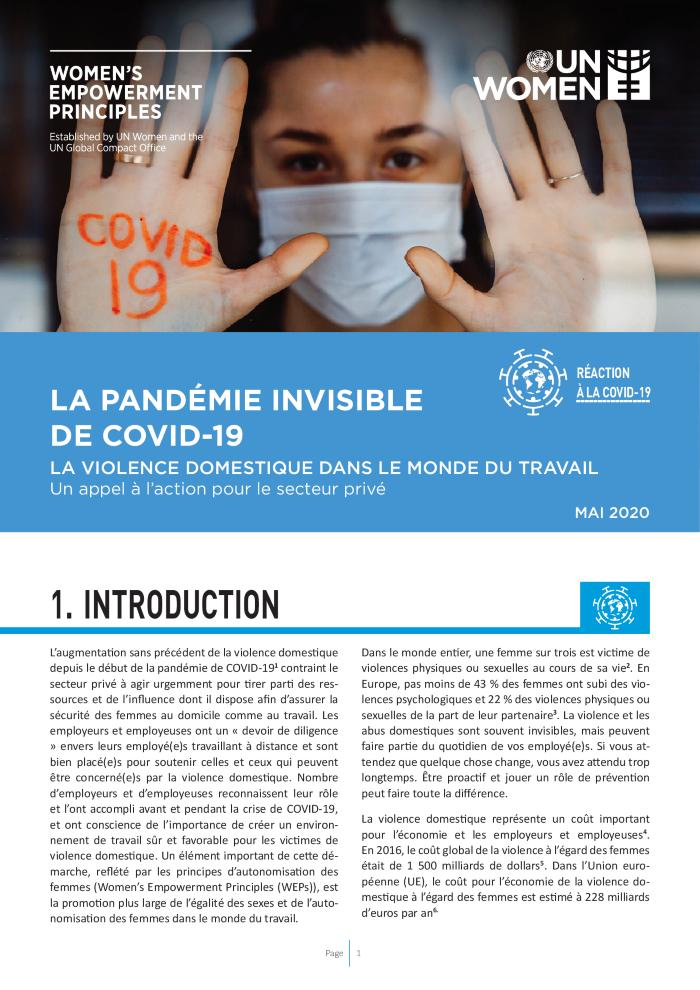 WOMEN'S
EMPOWERMENT
PRINCIPLES
Established by UN Women and the
UN Global Compact Office
UN
WOMEN
COVID
19
RÉACTION
À LA COVID-19
LA PANDÉMIE INVISIBLE
DE COVID-19
LA VIOLENCE DOMESTIQUE DANS LE MONDE DU TRAVAIL
Un appel à l'action pour le secteur privé
MAI 2020
1. INTRODUCTION
L'augmentation sans précédent de la violence domestique
depuis le début de la pandémie de COVID-19¹ contraint le
secteur privé à agir urgemment pour tirer parti des res-
sources et de l'influence dont il dispose afin d'assurer la
sécurité des femmes au domicile comme au travail. Les
employeurs et employeuses ont un « devoir de diligence
» envers leurs employé(e)s travaillant à distance et sont
bien placé(e)s pour soutenir celles et ceux qui peuvent
être concerné(e)s par la violence domestique. Nombre
d'employeurs et d'employeuses reconnaissent leur rôle
et l'ont accompli avant et pendant la crise de COVID-19,
et ont conscience de l'importance de créer un environ-
nement de travail sûr et favorable pour les victimes de
violence domestique. Un élément important de cette dé-
marche, reflété par les principes d'autonomisation des
femmes (Women's Empowerment Principles (WEPs)), est
la promotion plus large de l'égalité des sexes et de l'auto-
nomisation des femmes dans le monde du travail.
Dans le monde entier, une femme sur trois est victime de
violences physiques ou sexuelles au cours de sa vie². En
Europe, pas moins de 43 % des femmes ont subi des vio-
lences psychologiques et 22 % des violences physiques ou
sexuelles de la part de leur partenaire³. La violence et les
abus domestiques sont souvent invisibles, mais peuvent
faire partie du quotidien de vos employé(e)s. Si vous at-
tendez que quelque chose change, vous avez attendu trop
longtemps. Être proactif et jouer un rôle de prévention
peut faire toute la différence.
La violence domestique représente un coût important
pour l'économie et les employeurs et employeuses⁴.
En 2016, le coût global de la violence à l'égard des femmes
était de 1 500 milliards de dollars⁵. Dans l'Union euro-
péenne (UE), le coût pour l'économie de la violence do-
mestique à l'égard des femmes est estimé à 228 milliards
d'euros par an⁶·
Page 1